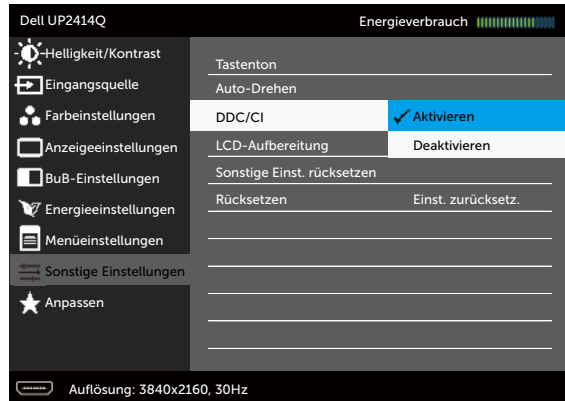 Dell UP2414Q Energieverbrauch
Helligkeit/Kontrast
Eingangsquelle
Farbeinstellungen
Anzeigeeinstellungen
BuB-Einstellungen
Energieeinstellungen
Menüeinstellungen
Sonstige Einstellungen
Anpassen
Tastenton
Auto-Drehen
DDC/CI Aktivieren
LCD-Aufbereitung Deaktivieren
Sonstige Einst. rücksetzen
Rücksetzen Einst. zurücksetz.
Auflösung: 3840x2160, 30Hz